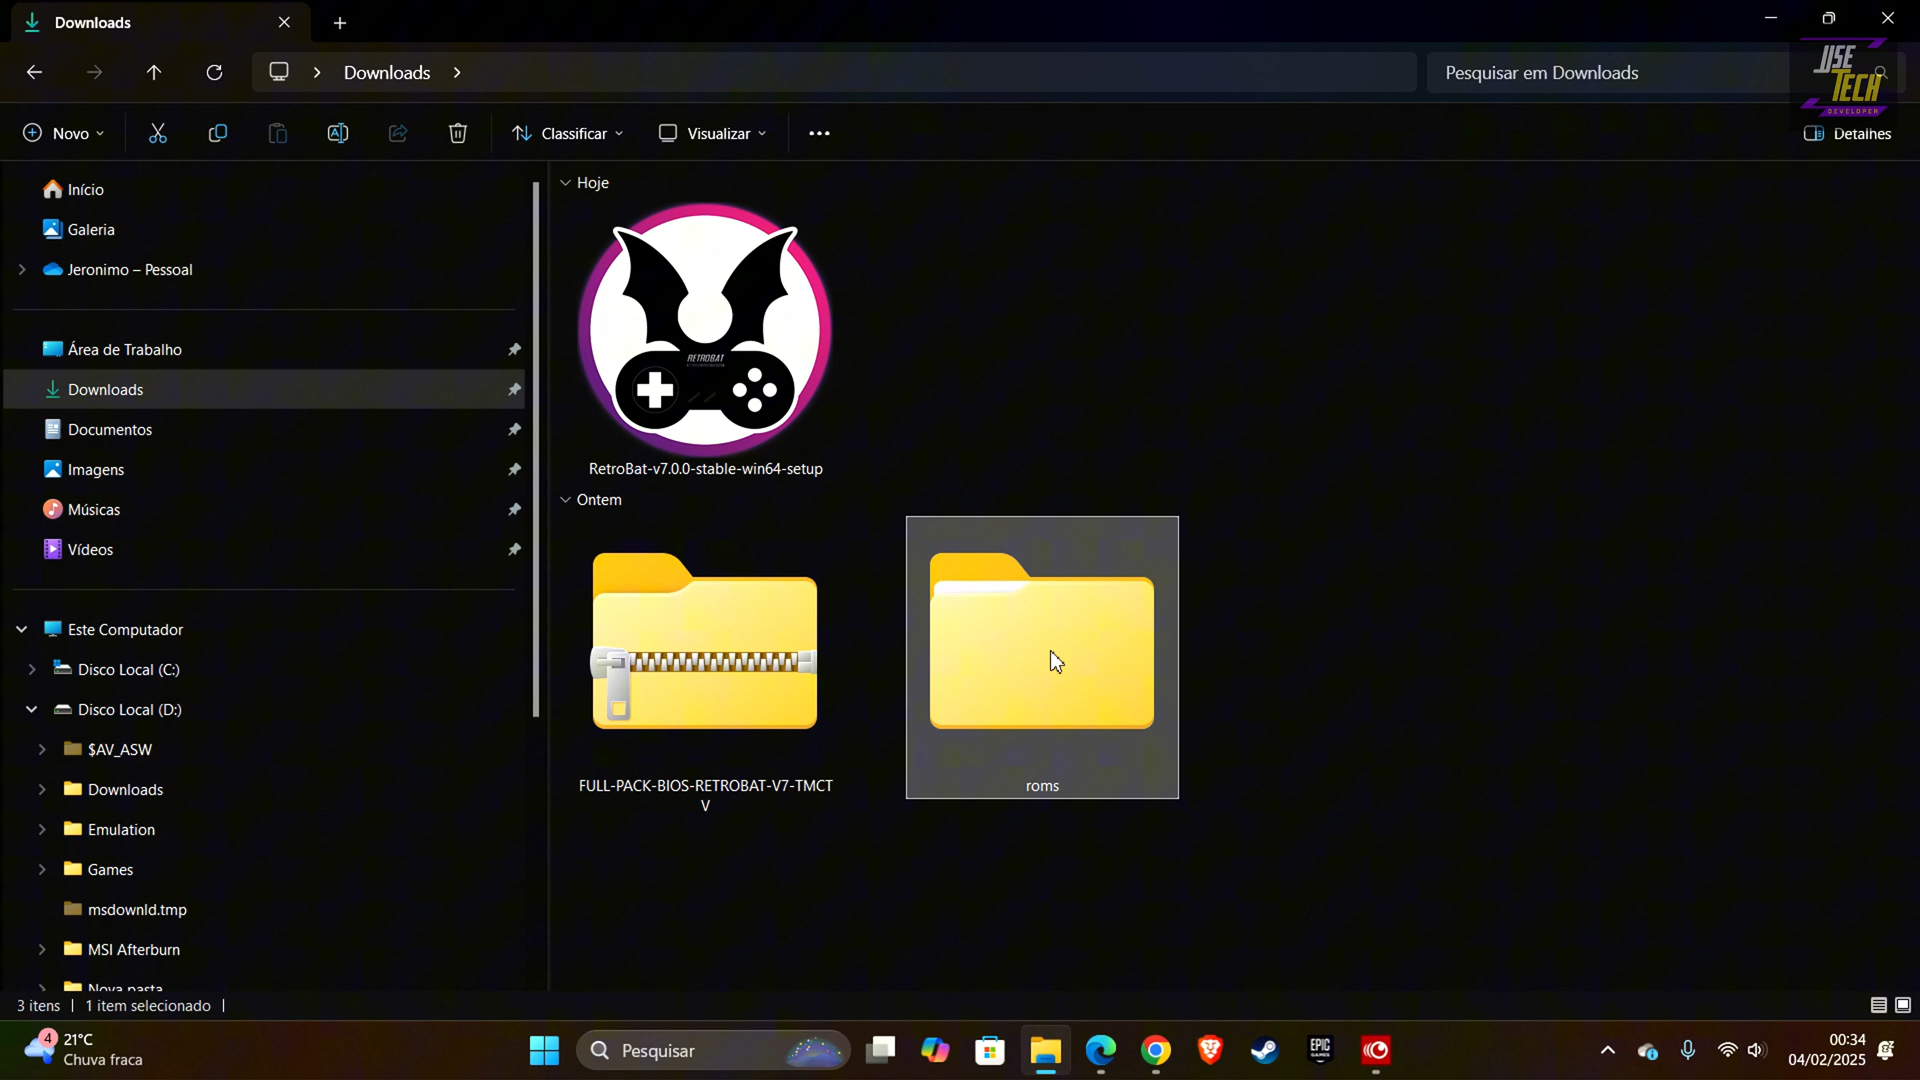 Downloads
Downloads
Pesquisar em Downloads
JJSE
TECH
DEVELOPER
Novo
Classificar
Visualizar
Detalhes
Início
Galeria
Jeronimo – Pessoal
Área de Trabalho
Downloads
Documentos
Imagens
Músicas
Vídeos
Este Computador
Disco Local (C:)
Disco Local (D:)
$AV_ASW
Downloads
Emulation
Games
msdownld.tmp
MSI Afterburn
Nova pasta
Hoje
RETROBAT
RetroBat-v7.0.0-stable-win64-setup
Ontem
FULL-PACK-BIOS-RETROBAT-V7-TMCT
V
roms
3 itens
1 item selecionado
4
21°C
Chuva fraca
Pesquisar
EPIC
GAMES
00:34
04/02/2025